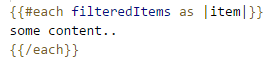 {{#each filteredItems as |item|}}
some content..
{{/each}}